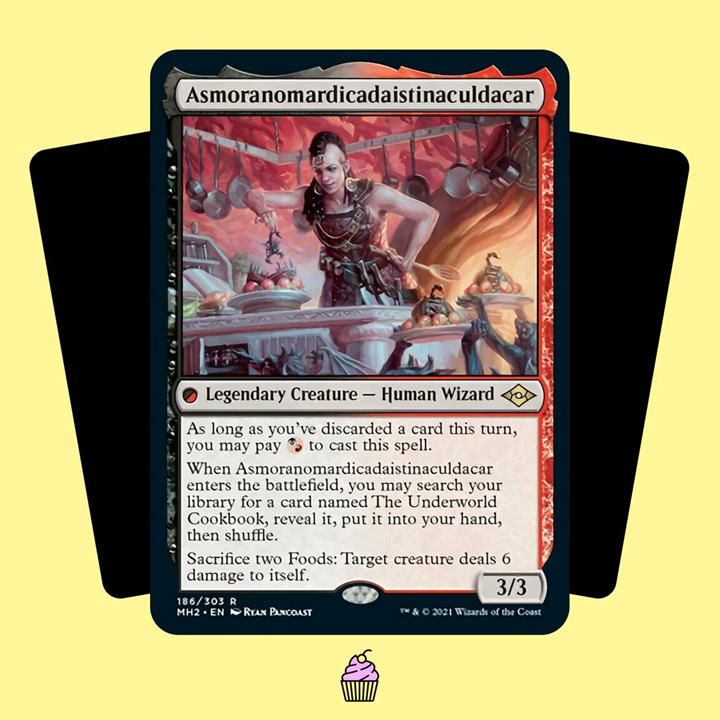 Asmoranomardicadaistinaculdacar
Legendary Creature — Human Wizard
As long as you've discarded a card this turn,
you may pay to cast this spell.
When Asmoranomardicadaistinaculdacar
enters the battlefield, you may search your
library for a card named The Underworld
Cookbook, reveal it, put it into your hand,
then shuffle.
Sacrifice two Foods: Target creature deals 6
damage to itself.
3/3
186/303 R
MH2 • EN Ryan Pancoast
™ & © 2021 Wizards of the Coast